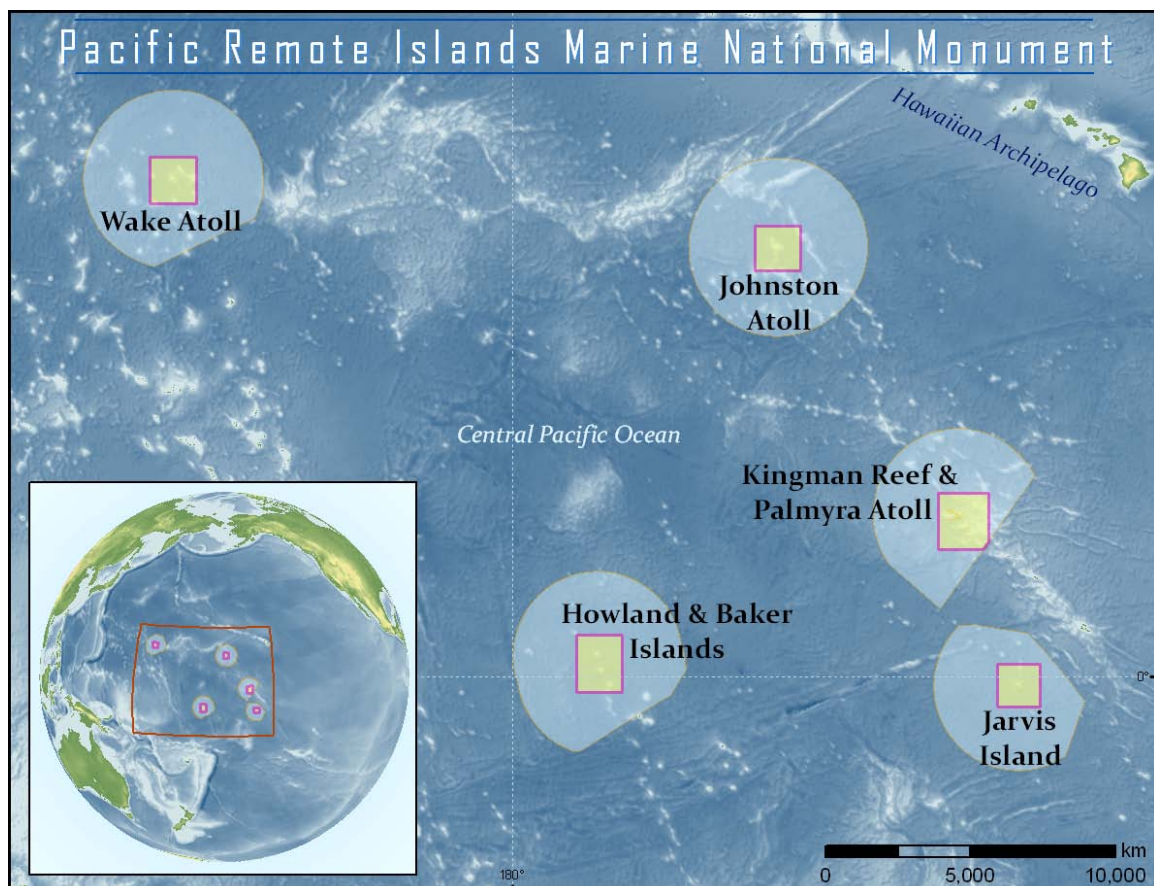 Pacific Remote Islands Marine National Monument
Hawaiian Archipelago
Wake Atoll
Johnston
Atoll
Central Pacific Ocean
Kingman Reef &
Palmyra Atoll
Howland & Baker
Islands
0°
Jarvis
Island
km
180°
0
5,000
10,000